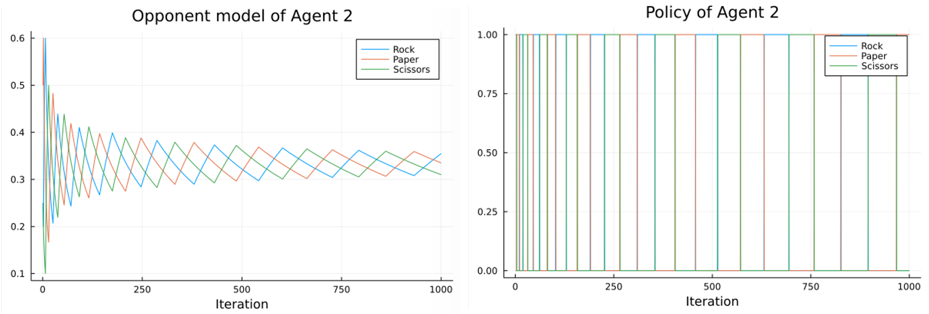 Opponent model of Agent 2
0.6
0.5
0.4
0.3
0.2
0.1
Rock
Paper
Scissors
0
250
500
750
1000
Iteration
Policy of Agent 2
1.00
0.75
0.50
0.25
0.00
Rock
Paper
Scissors
0
250
500
750
1000
Iteration